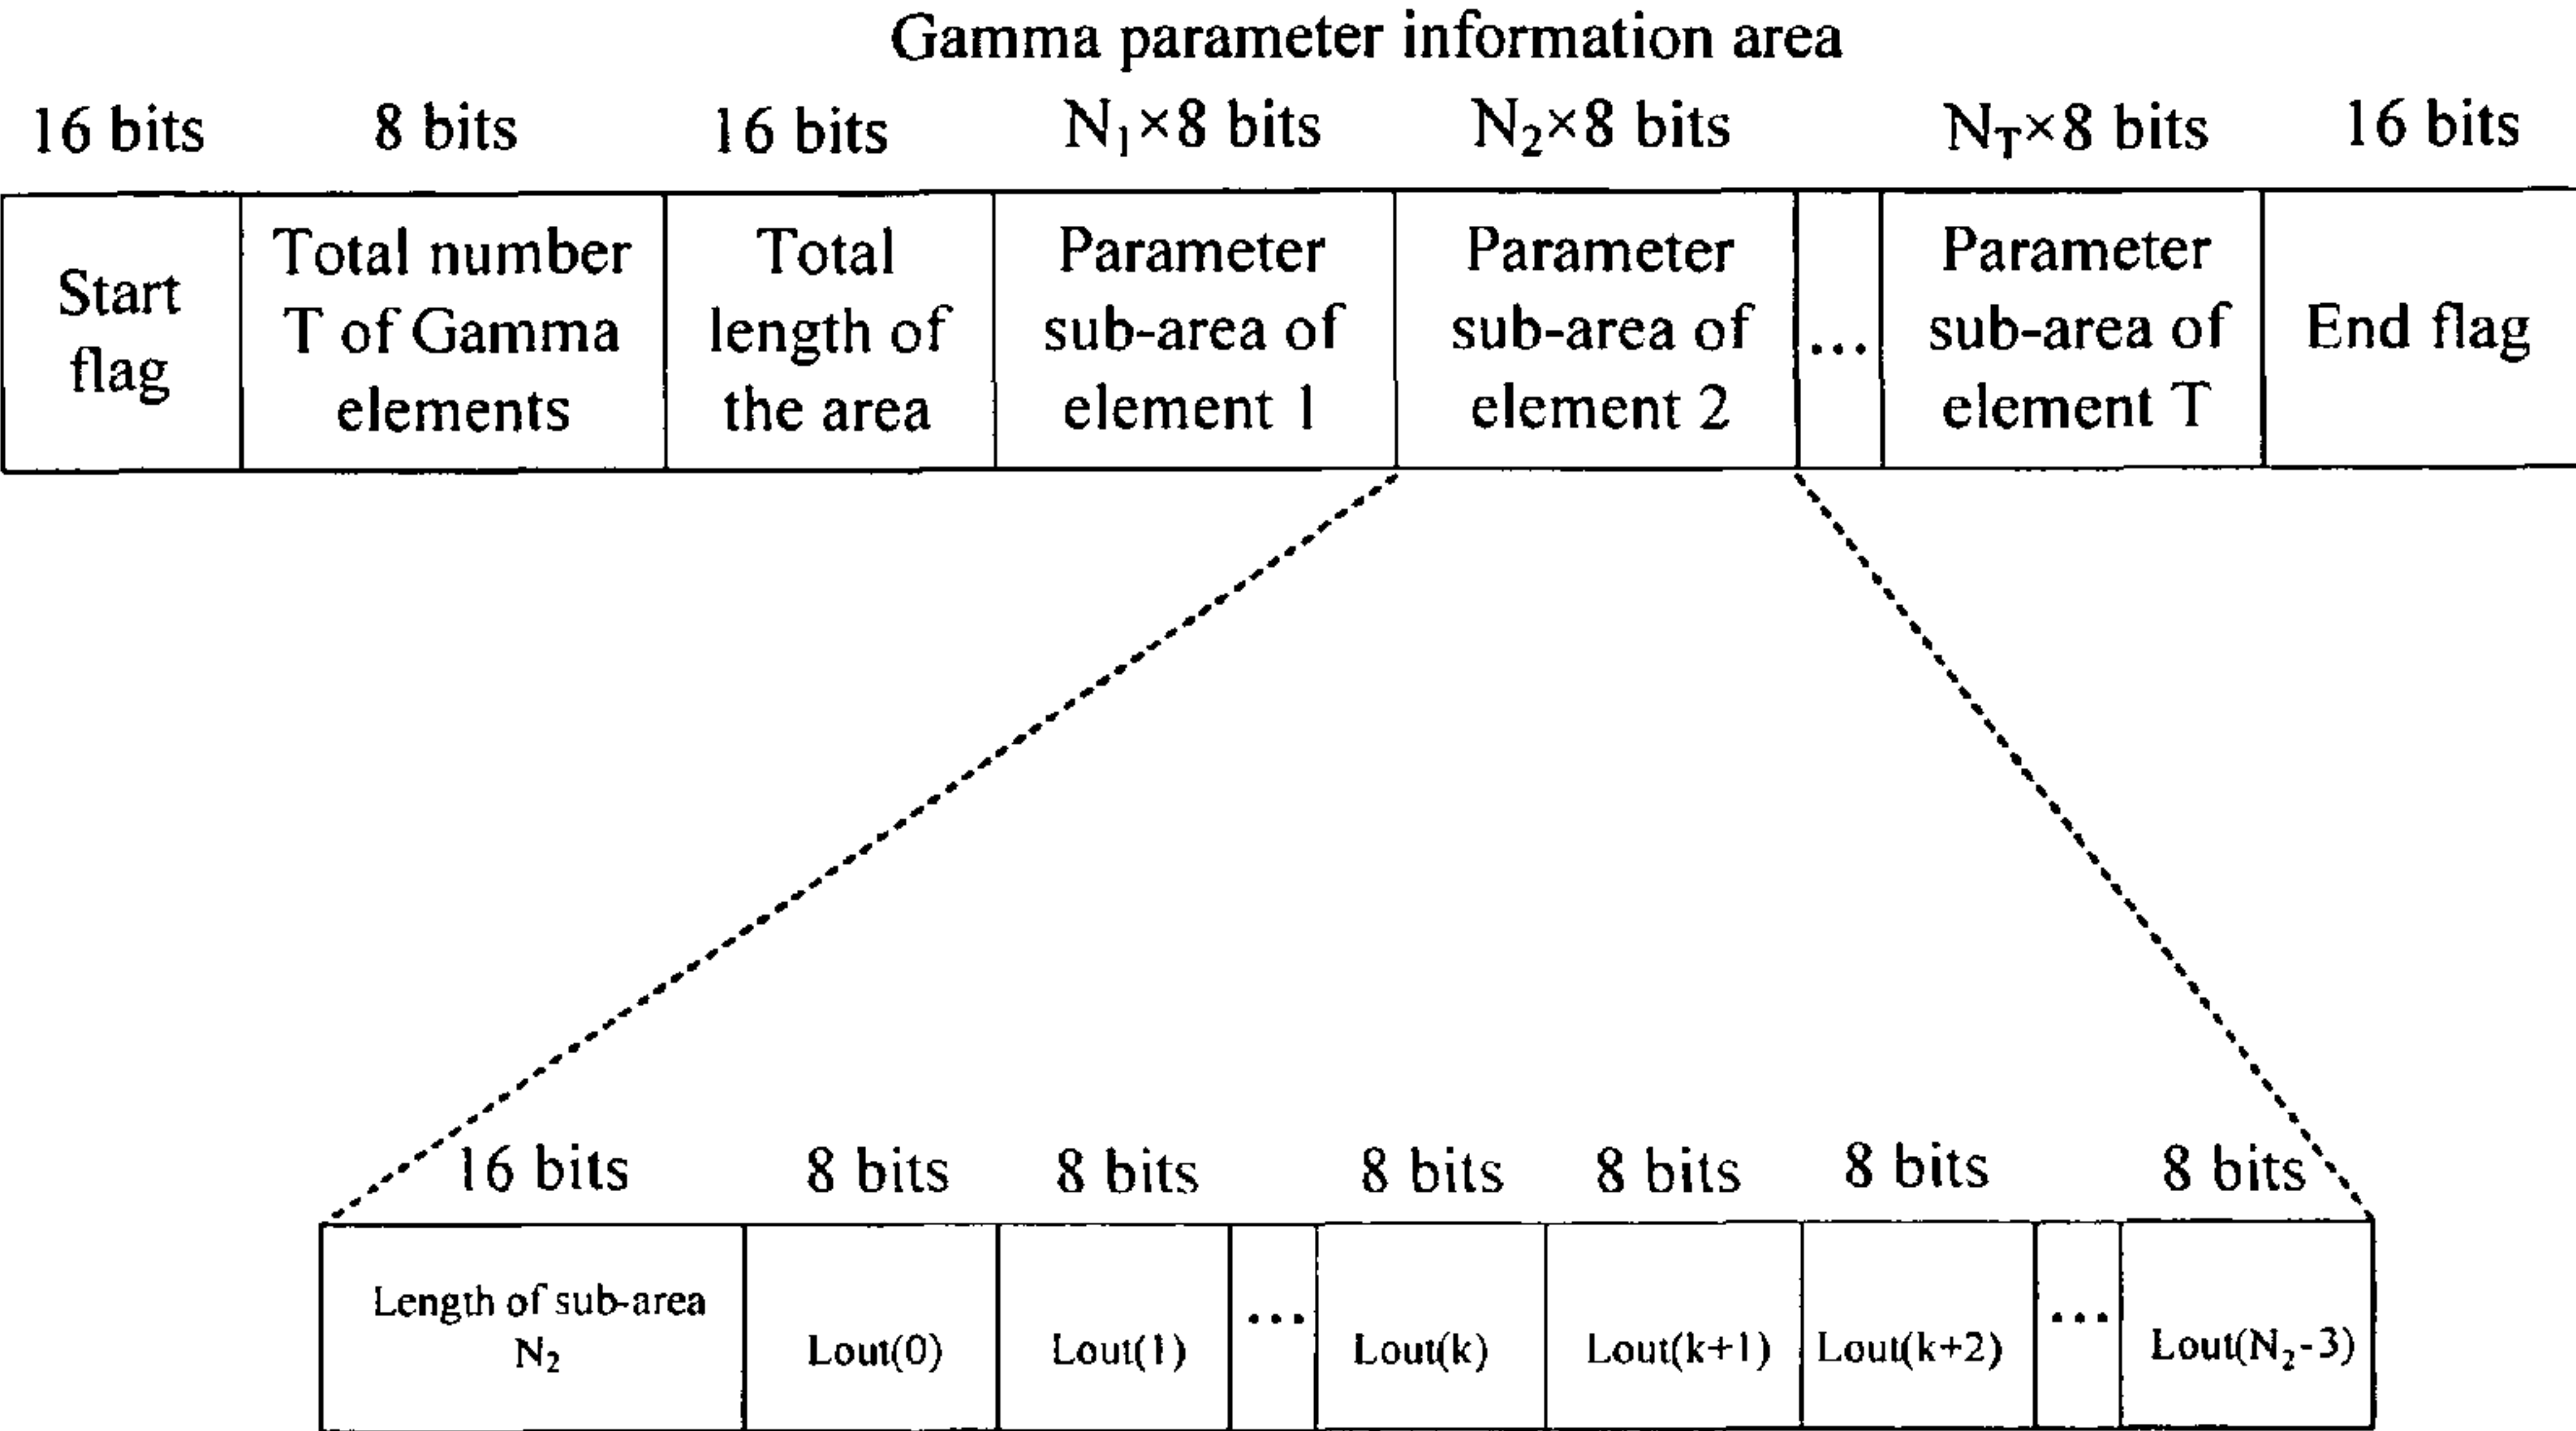 Gamma parameter information area
16 bits 8 bits 16 bits N₁×8 bits N₂×8 bits N_T×8 bits 16 bits
Start
flag
Total number
T of Gamma
elements
Total
length of
the area
Parameter
sub-area of
element 1
Parameter
sub-area of
element 2
...
Parameter
sub-area of
element T
End flag
16 bits 8 bits 8 bits 8 bits 8 bits 8 bits 8 bits
Length of sub-area
N₂
Lout(0)
Lout(1)
...
Lout(k)
Lout(k+1)
Lout(k+2)
...
Lout(N₂-3)